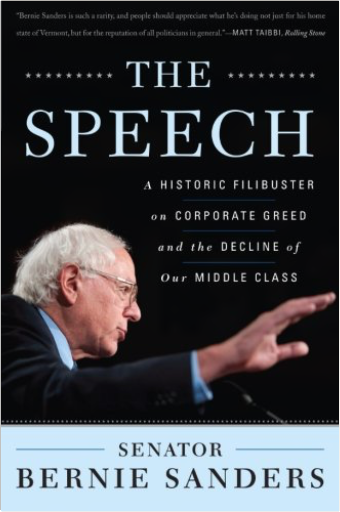 "Bernie Sanders is such a rarity, and people should appreciate what he's doing not just for his home
state of Vermont, but for the reputation of all politicians in general."—MATT TAIBBI, Rolling Stone
THE
SPEECH
A HISTORIC FILIBUSTER
on CORPORATE GREED
and the DECLINE of
Our MIDDLE CLASS
SENATOR
BERNIE SANDERS